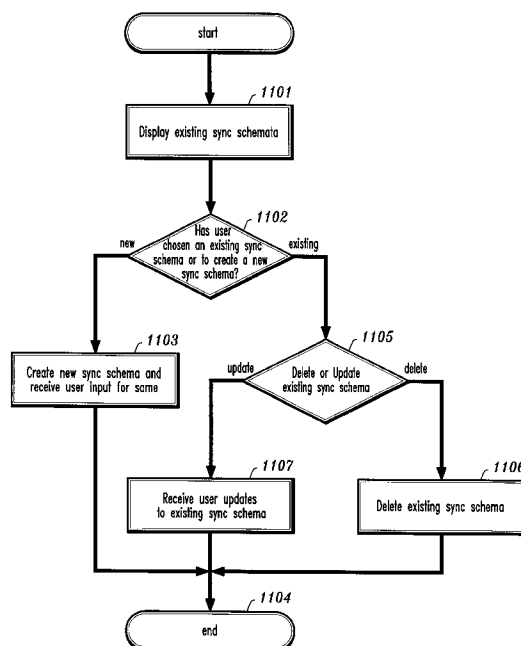 start
1101
Display existing sync schemata
1102
Has user
chosen an existing sync
schema or to create a new
sync schema?
new
existing
1103
Create new sync schema and
receive user input for same
1105
Delete or Update
existing sync schema
update
delete
1107
Receive user updates
to existing sync schema
1106
Delete existing sync schema
1104
end